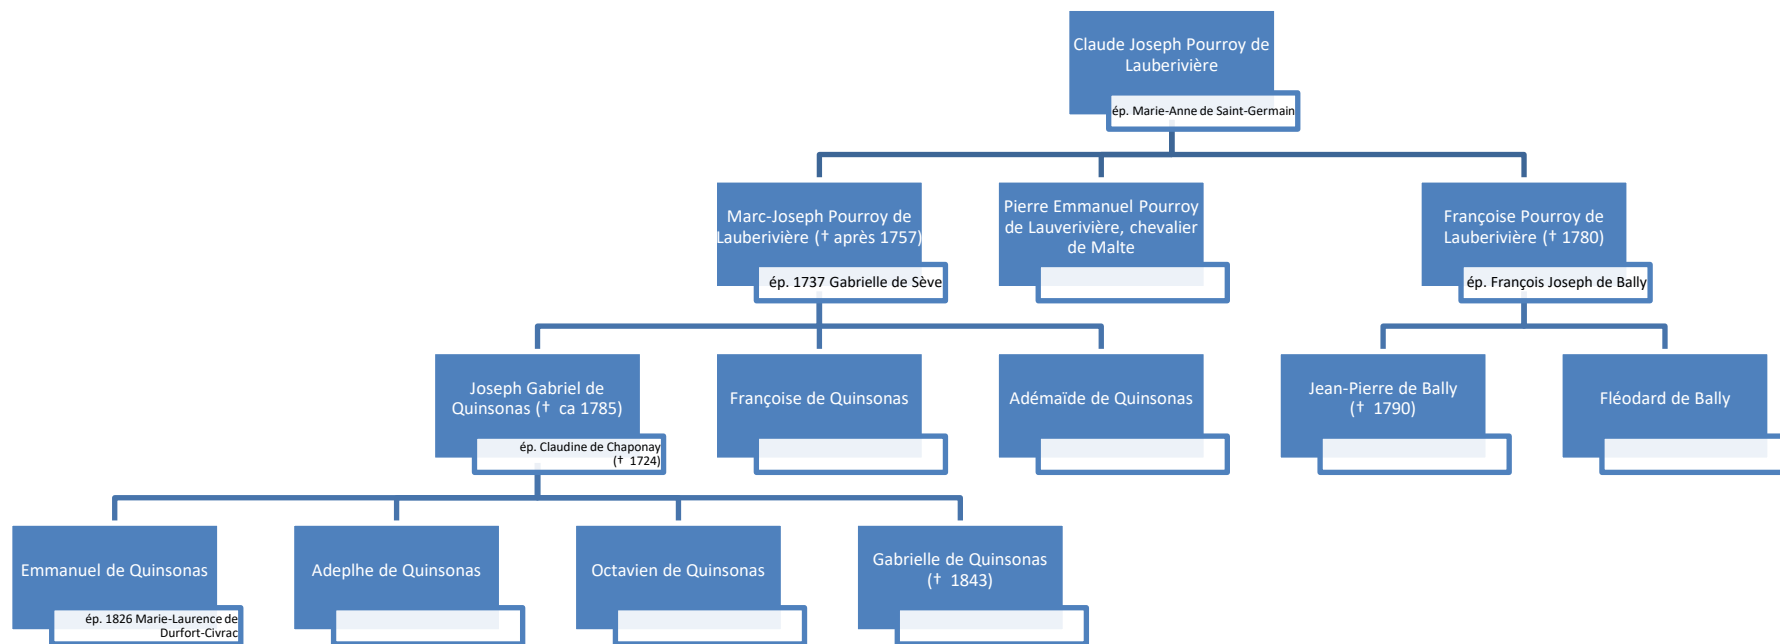 Claude Joseph Pourroy de
Lauberivière
ép. Marie-Anne de Saint-Germain
Marc-Joseph Pourroy de
Lauberivière († après 1757)
ép. 1737 Gabrielle de Sève
Pierre Emmanuel Pourroy
de Lauverivière, chevalier
de Malte
Françoise Pourroy de
Lauberivière († 1780)
ép. François Joseph de Bally
Joseph Gabriel de
Quinsonas († ca 1785)
ép. Claudine de Chaponay
(† 1724)
Françoise de Quinsonas
Adémaïde de Quinsonas
Jean-Pierre de Bally
(† 1790)
Fléodard de Bally
Emmanuel de Quinsonas
ép. 1826 Marie-Laurence de
Durfort-Civrac
Adeplhe de Quinsonas
Octavien de Quinsonas
Gabrielle de Quinsonas
(† 1843)